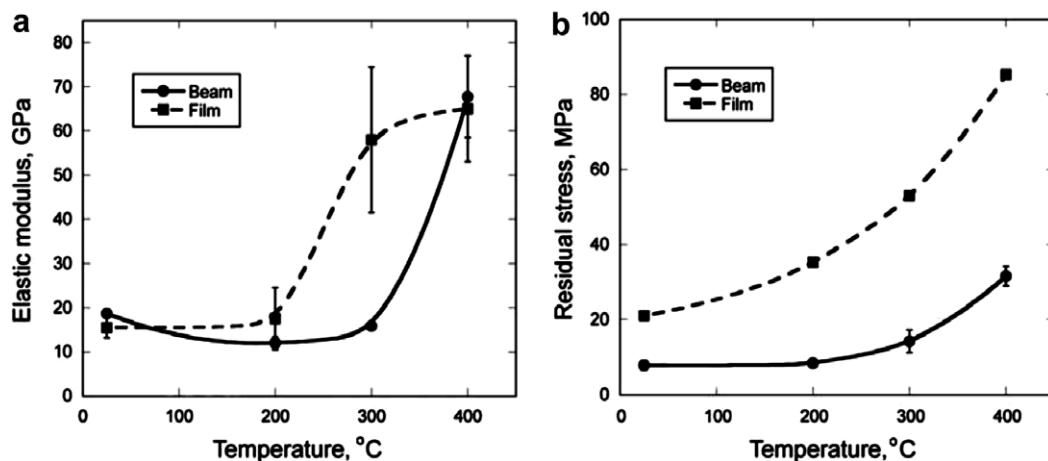 a
Elastic modulus, GPa
80
70
60
50
40
30
20
10
0
Beam
Film
0 100 200 300 400
Temperature, °C
b
Residual stress, MPa
100
80
60
40
20
0
Beam
Film
0 100 200 300 400
Temperature, °C